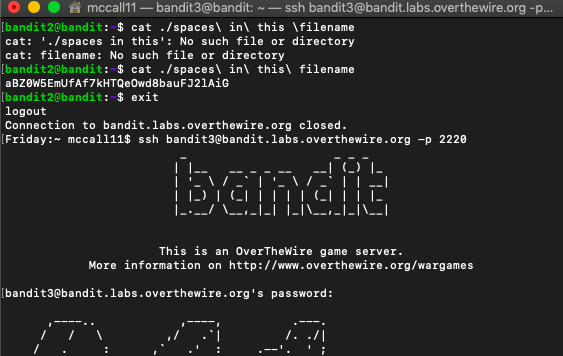 mccall11 — bandit3@bandit: ~ — ssh bandit3@bandit.labs.overthewire.org -p...
[bandit2@bandit:~$ cat ./spaces\ in\ this \filename
cat: './spaces in this': No such file or directory
cat: filename: No such file or directory
[bandit2@bandit:~$ cat ./spaces\ in\ this\ filename
aBZ0W5EmUfAf7kHTQeOwd8bauFJ2lAiG
[bandit2@bandit:~$ exit
logout
Connection to bandit.labs.overthewire.org closed.
[Friday:~ mccall11$ ssh bandit3@bandit.labs.overthewire.org -p 2220
bandit
This is an OverTheWire game server.
More information on http://www.overthewire.org/wargames
[bandit3@bandit.labs.overthewire.org's password: